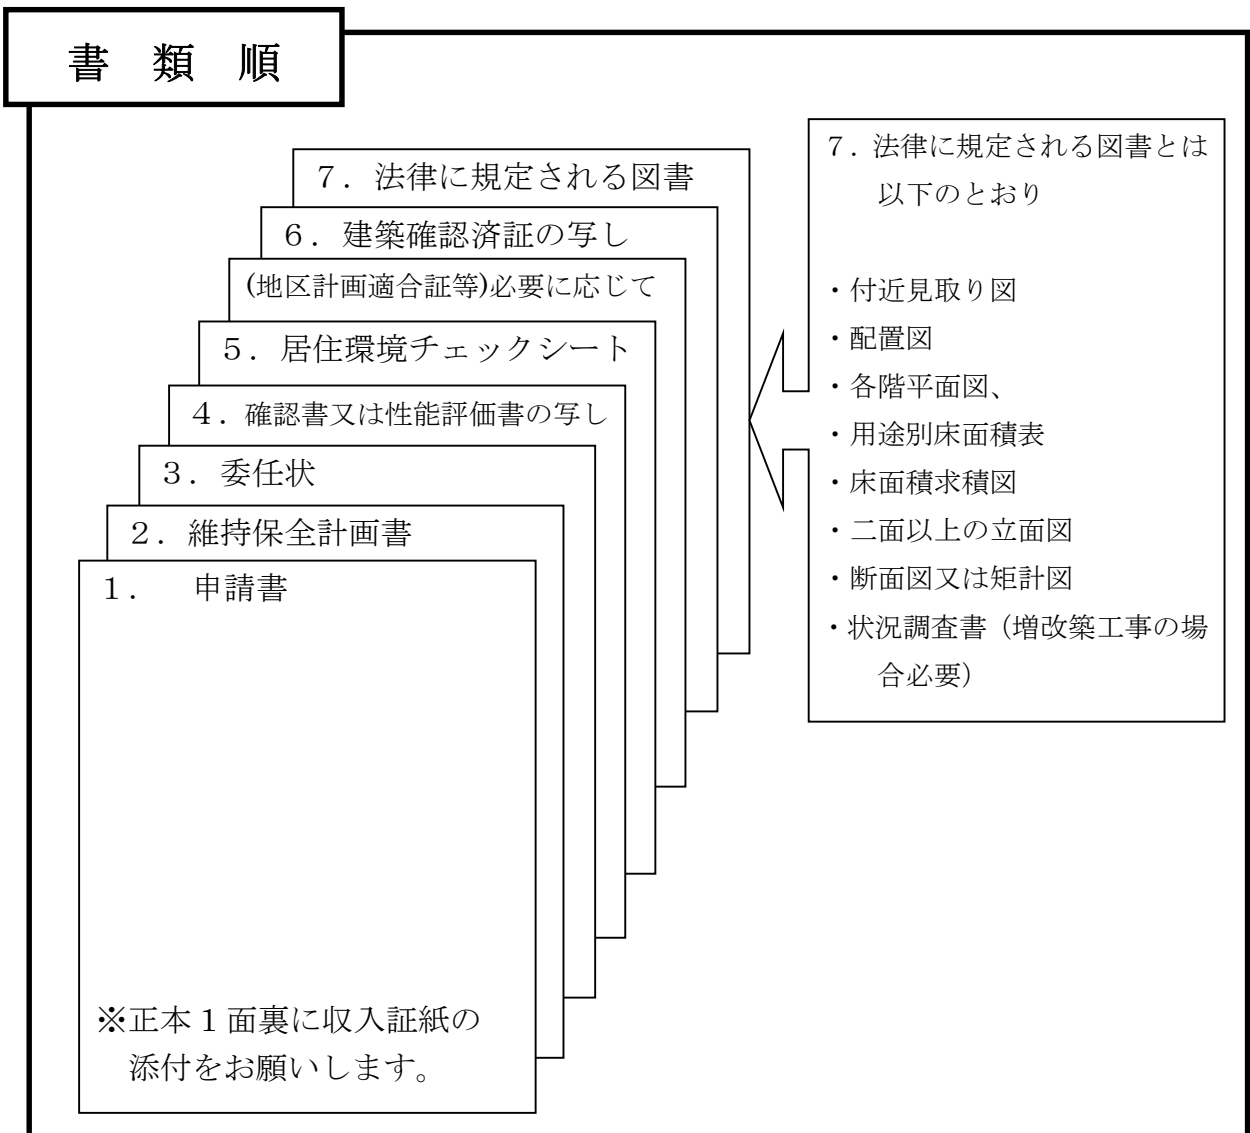 書 類 順
７．法律に規定される図書
６．建築確認済証の写し
(地区計画適合証等)必要に応じて
５．居住環境チェックシート
４．確認書又は性能評価書の写し
３．委任状
２．維持保全計画書
１．　申請書
※正本１面裏に収入証紙の
添付をお願いします。
７．法律に規定される図書とは
以下のとおり
・付近見取り図
・配置図
・各階平面図、
・用途別床面積表
・床面積求積図
・二面以上の立面図
・断面図又は矩計図
・状況調査書（増改築工事の場
合必要）